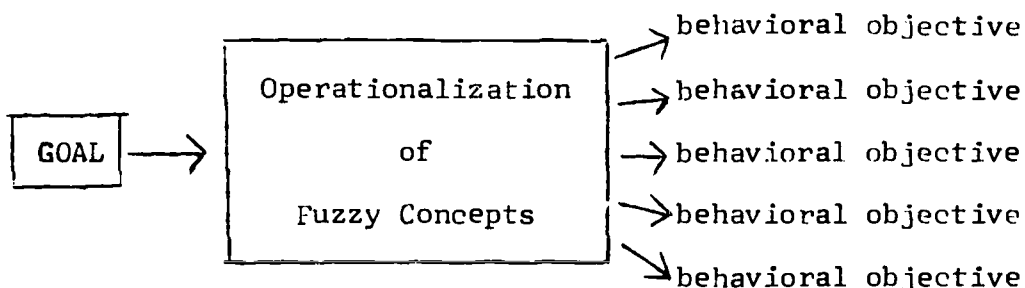 GOAL
Operationalization
of
Fuzzy Concepts
behavioral objective
behavioral objective
behavioral objective
behavioral objective
behavioral objective